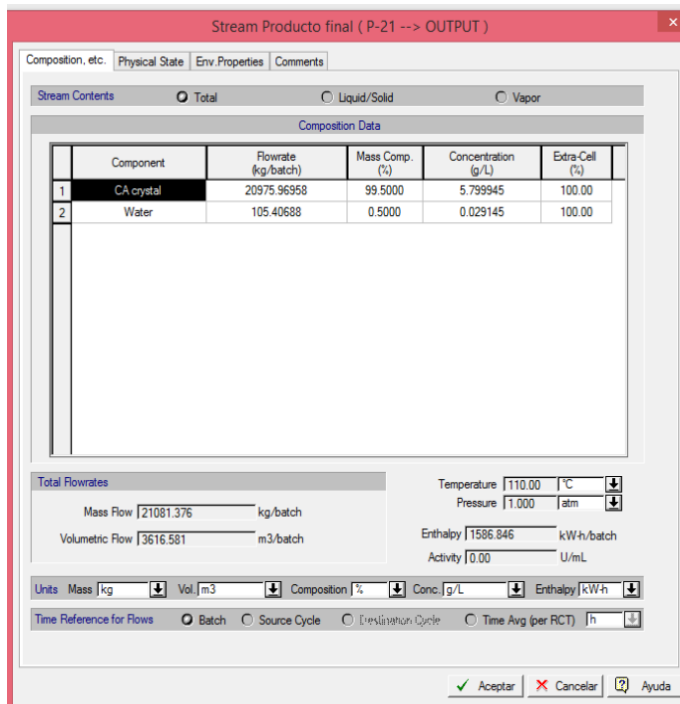 Stream Producto final ( P-21 --> OUTPUT )
Composition, etc. Physical State Env.Properties Comments
Stream Contents Total Liquid/Solid Vapor
Composition Data
Component Flowrate (kg/batch) Mass Comp. (%) Concentration (g/L) Extra-Cell (%)
1 CA crystal 20975.96958 99.5000 5.799945 100.00
2 Water 105.40688 0.5000 0.029145 100.00
Total Flowrates
Temperature 110.00 °C
Mass Flow 21081.376 kg/batch
Pressure 1.000 atm
Volumetric Flow 3616.581 m3/batch
Enthalpy 1586.846 kW-h/batch
Activity 0.00 U/mL
Units Mass kg Vol. m3 Composition % Conc. g/L Enthalpy kW-h
Time Reference for Flows Batch Source Cycle Destination Cycle Time Avg (per RCT) h
Aceptar Cancelar Ayuda